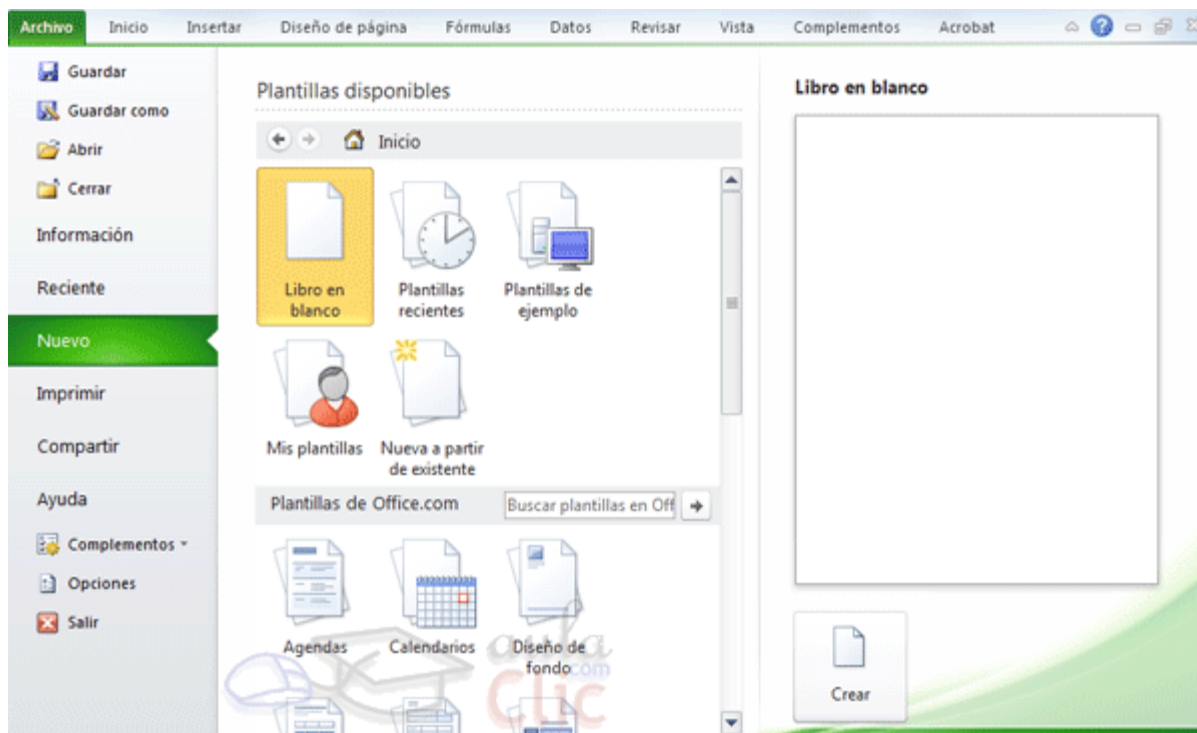 Archivo Inicio Insertar Diseño de página Fórmulas Datos Revisar Vista Complementos Acrobat
Guardar
Guardar como
Abrir
Cerrar
Información
Reciente
Nuevo
Imprimir
Compartir
Ayuda
Complementos
Opciones
Salir
Plantillas disponibles
Inicio
Libro en blanco
Plantillas recientes
Plantillas de ejemplo
Mis plantillas
Nueva a partir de existente
Plantillas de Office.com
Buscar plantillas en Off
Agendas
Calendarios
Diseño de fondo
aula
.com
Clic
Libro en blanco
Crear